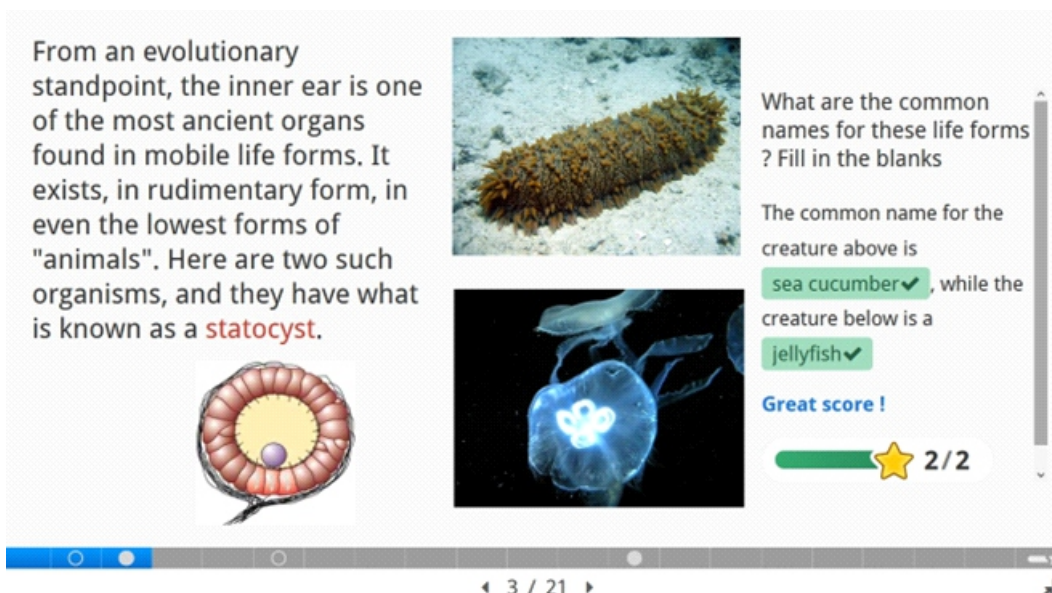 From an evolutionary
standpoint, the inner ear is one
of the most ancient organs
found in mobile life forms. It
exists, in rudimentary form, in
even the lowest forms of
"animals". Here are two such
organisms, and they have what
is known as a statocyst.
What are the common
names for these life forms
? Fill in the blanks
The common name for the
creature above is
sea cucumber✔, while the
creature below is a
jellyfish✔
Great score !
2/2
3 / 21